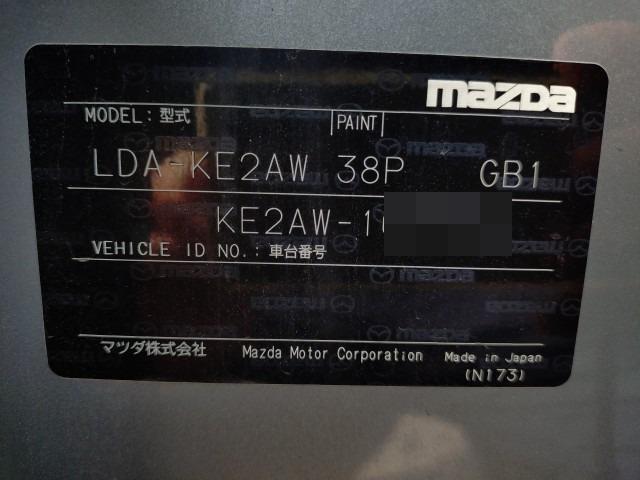 mazda
MODEL: 型式 PAINT
LDA-KE2AW 38P GB1
KE2AW-1
VEHICLE ID NO.: 車台番号
マツダ株式会社 Mazda Motor Corporation Made in Japan
(N173)